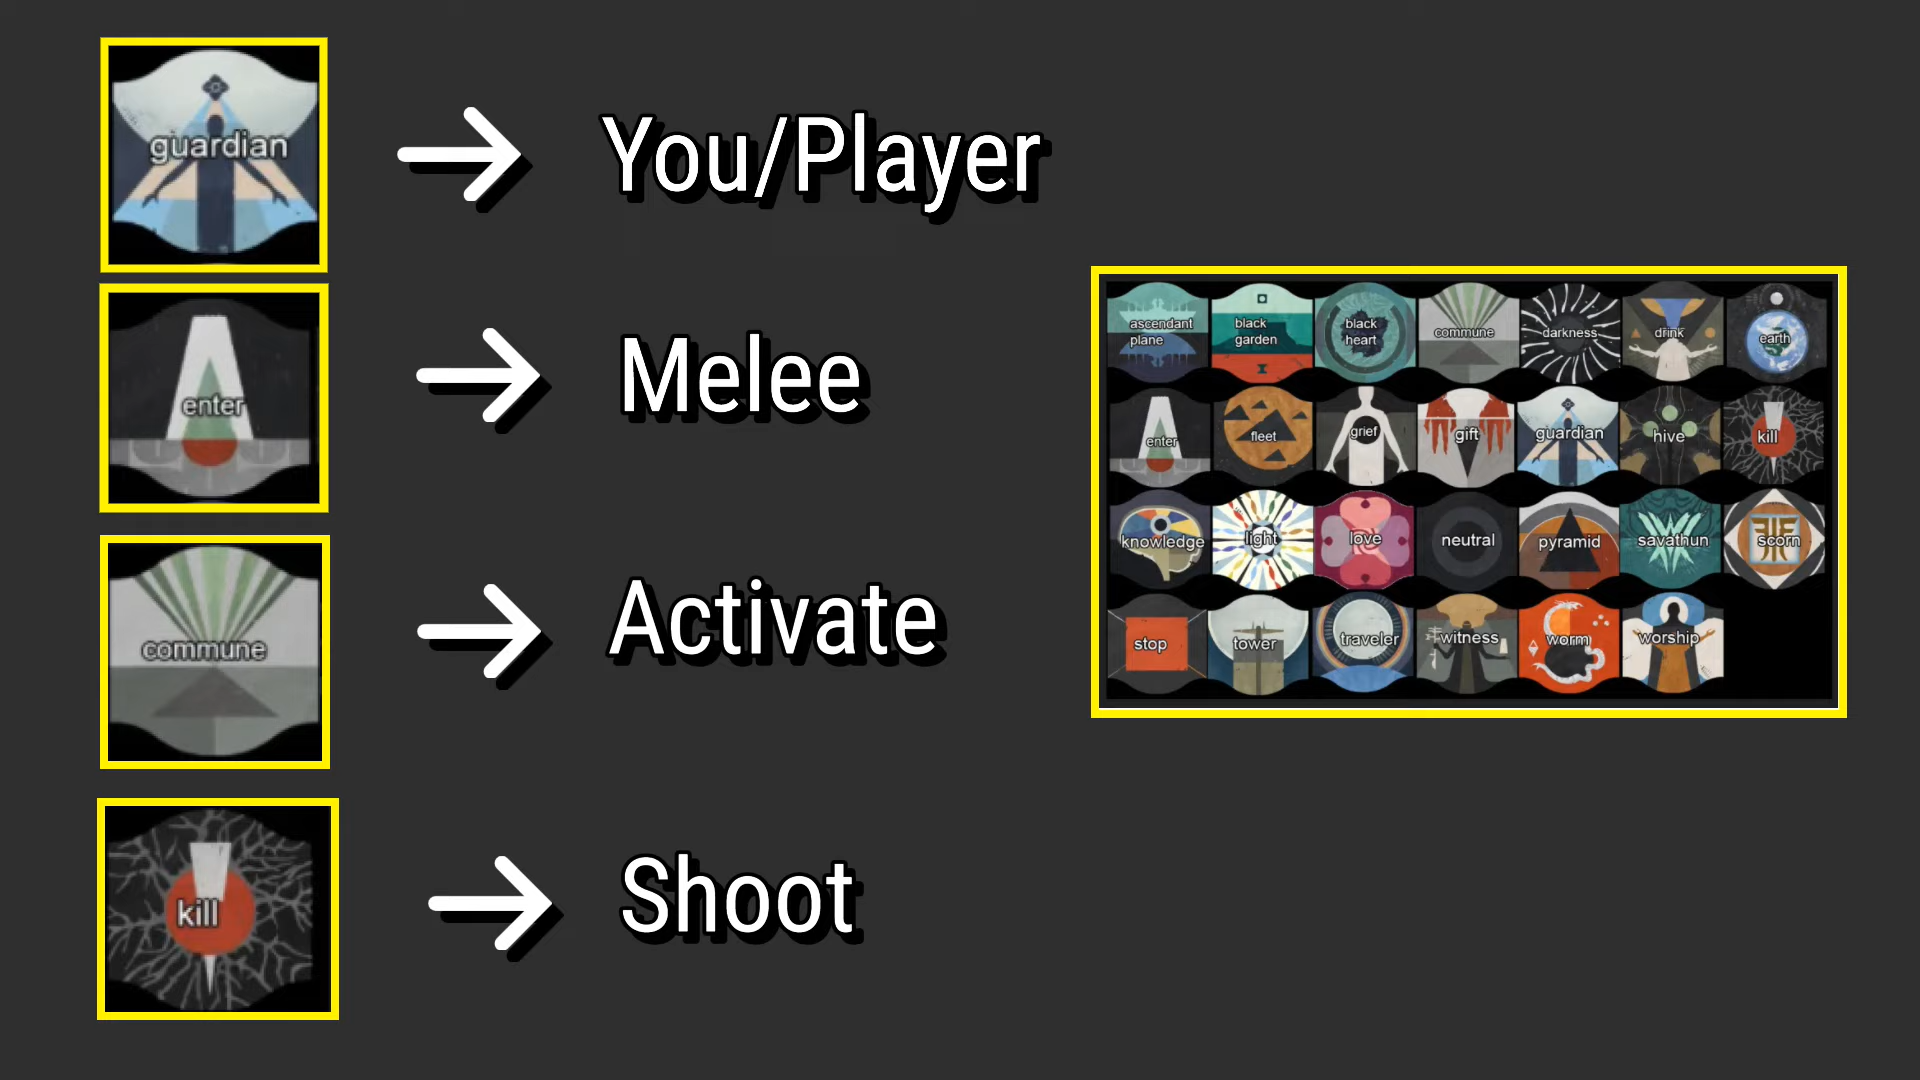 guardian
You/Player
enter
Melee
commune
Activate
kill
Shoot
ascendant
plane
black
garden
black
heart
commune
darkness
drink
earth
enter
fleet
grief
gift
guardian
hive
kill
knowledge
light
love
neutral
pyramid
savathun
scorn
stop
tower
traveler
witness
worm
worship